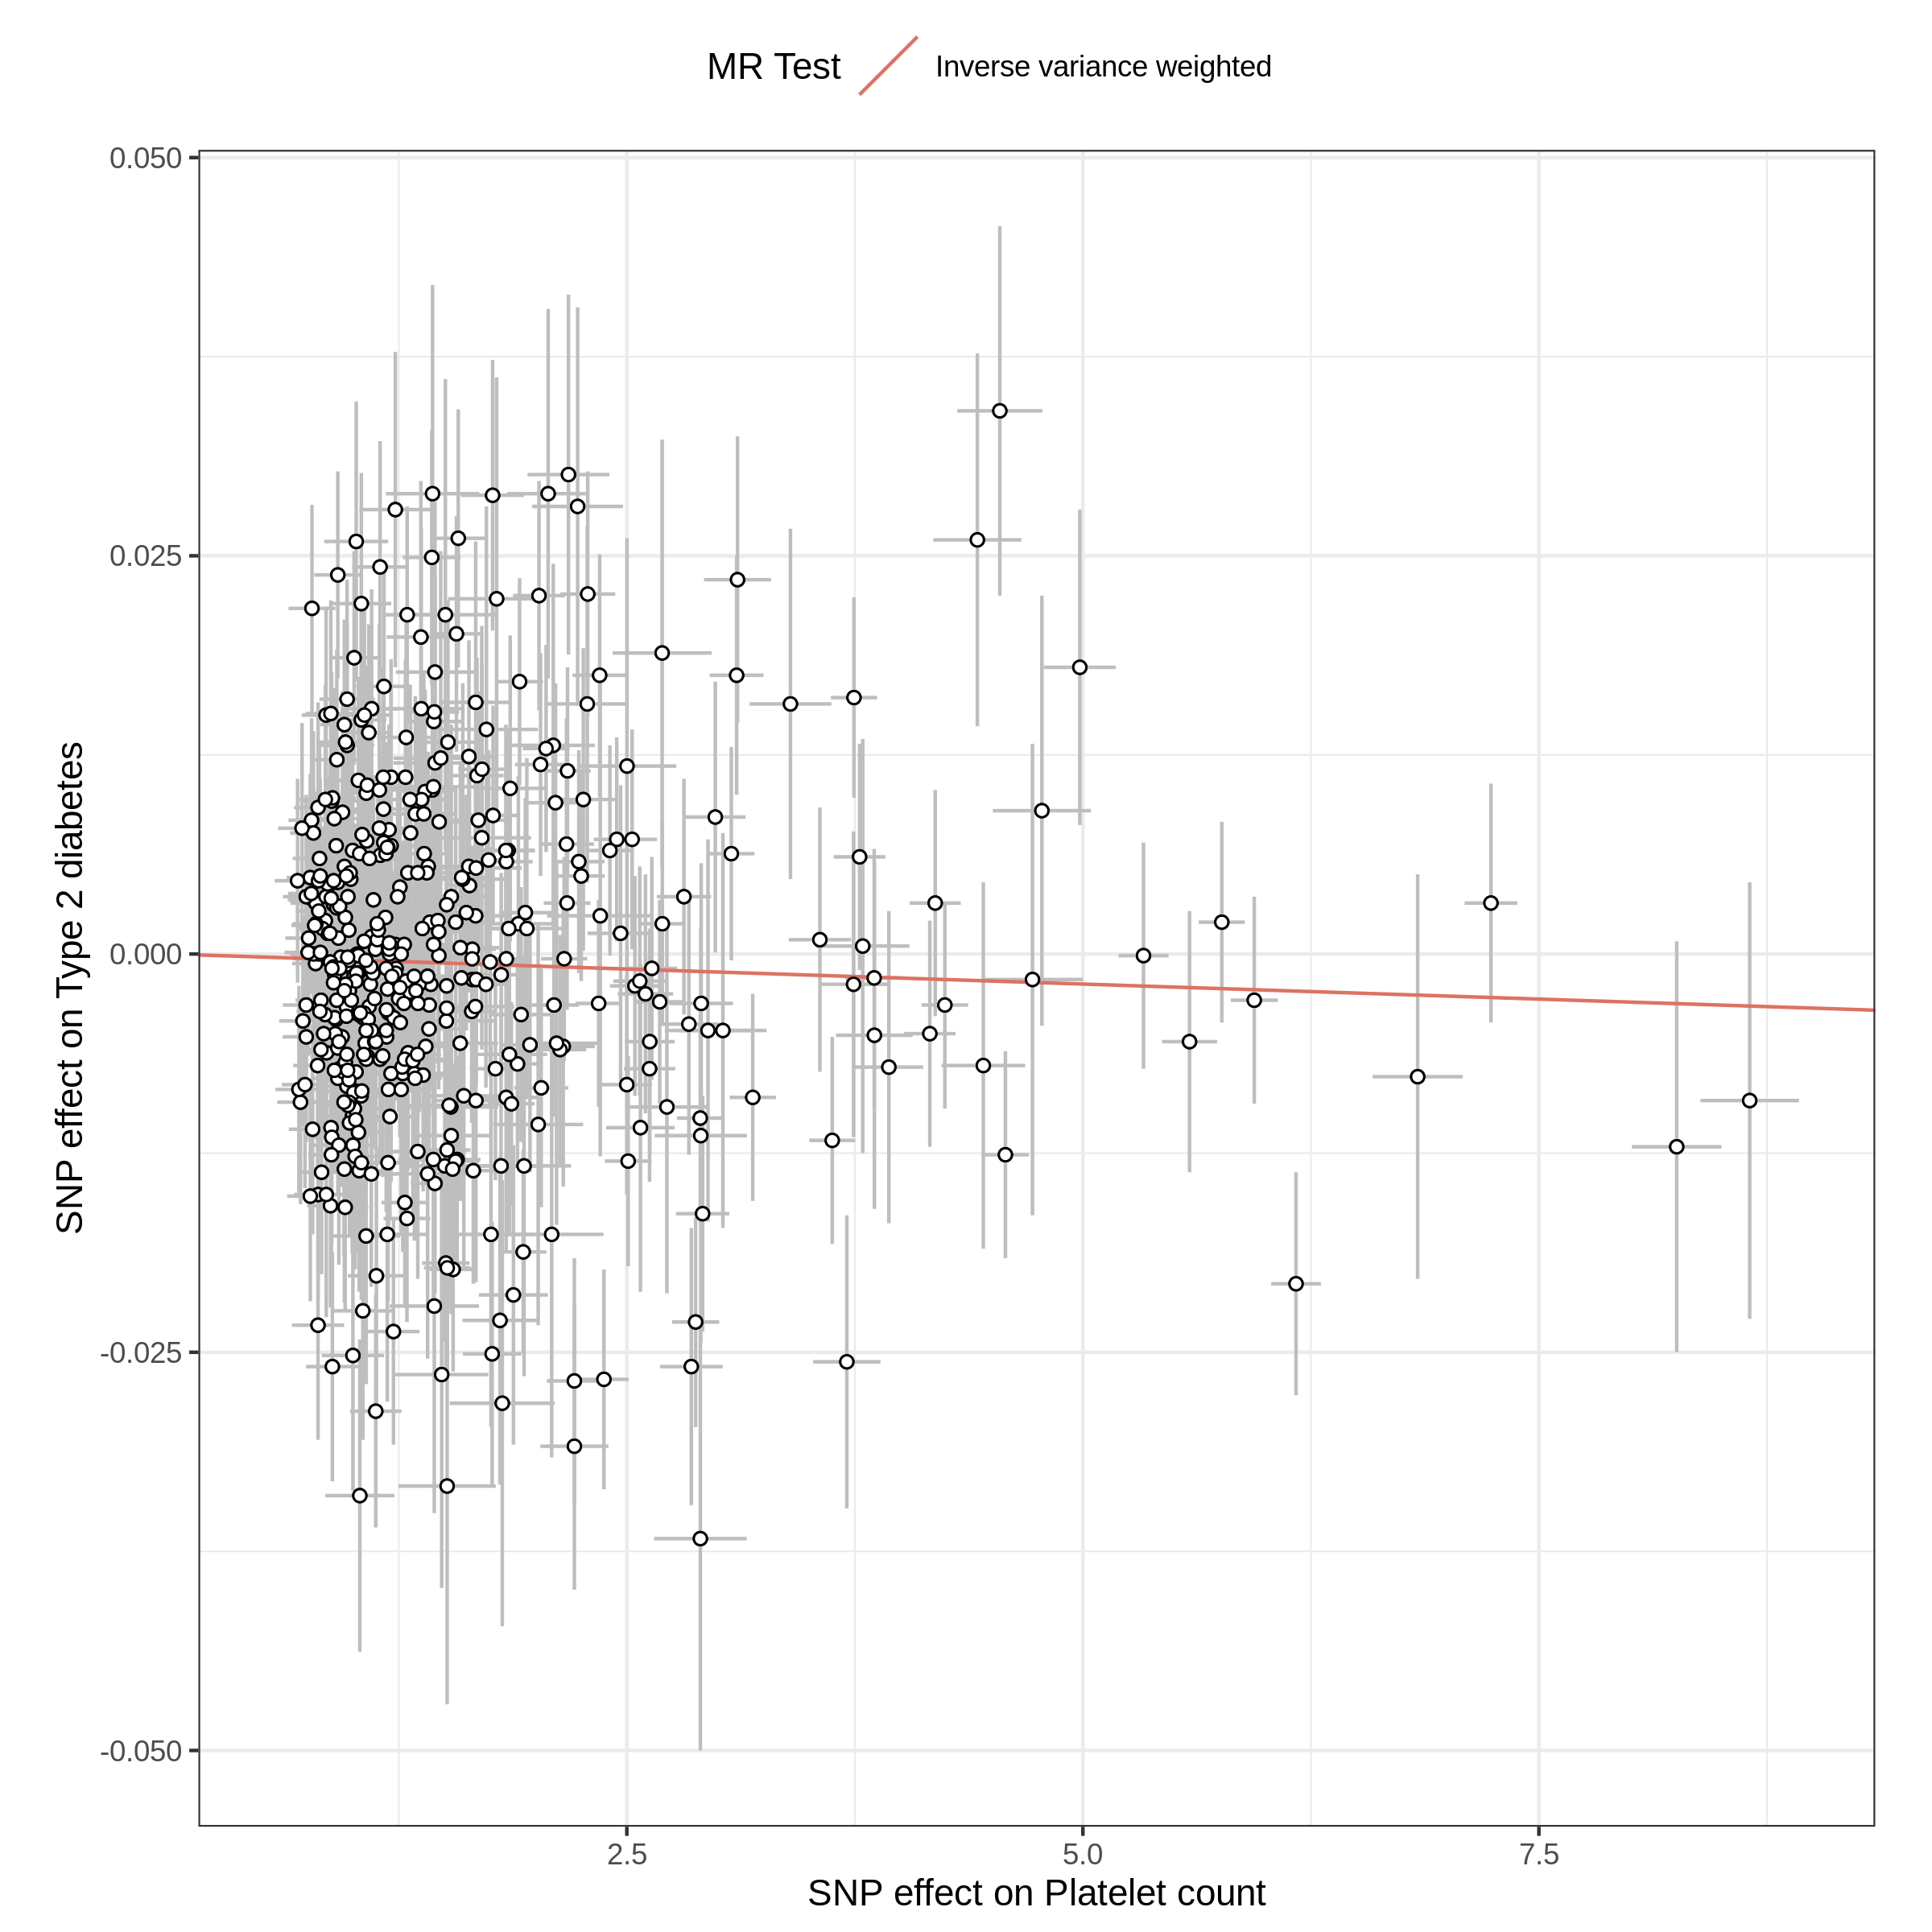 MR Test Inverse variance weighted
0.050
0.025
0.000
-0.025
-0.050
SNP effect on Type 2 diabetes
2.5 5.0 7.5
SNP effect on Platelet count